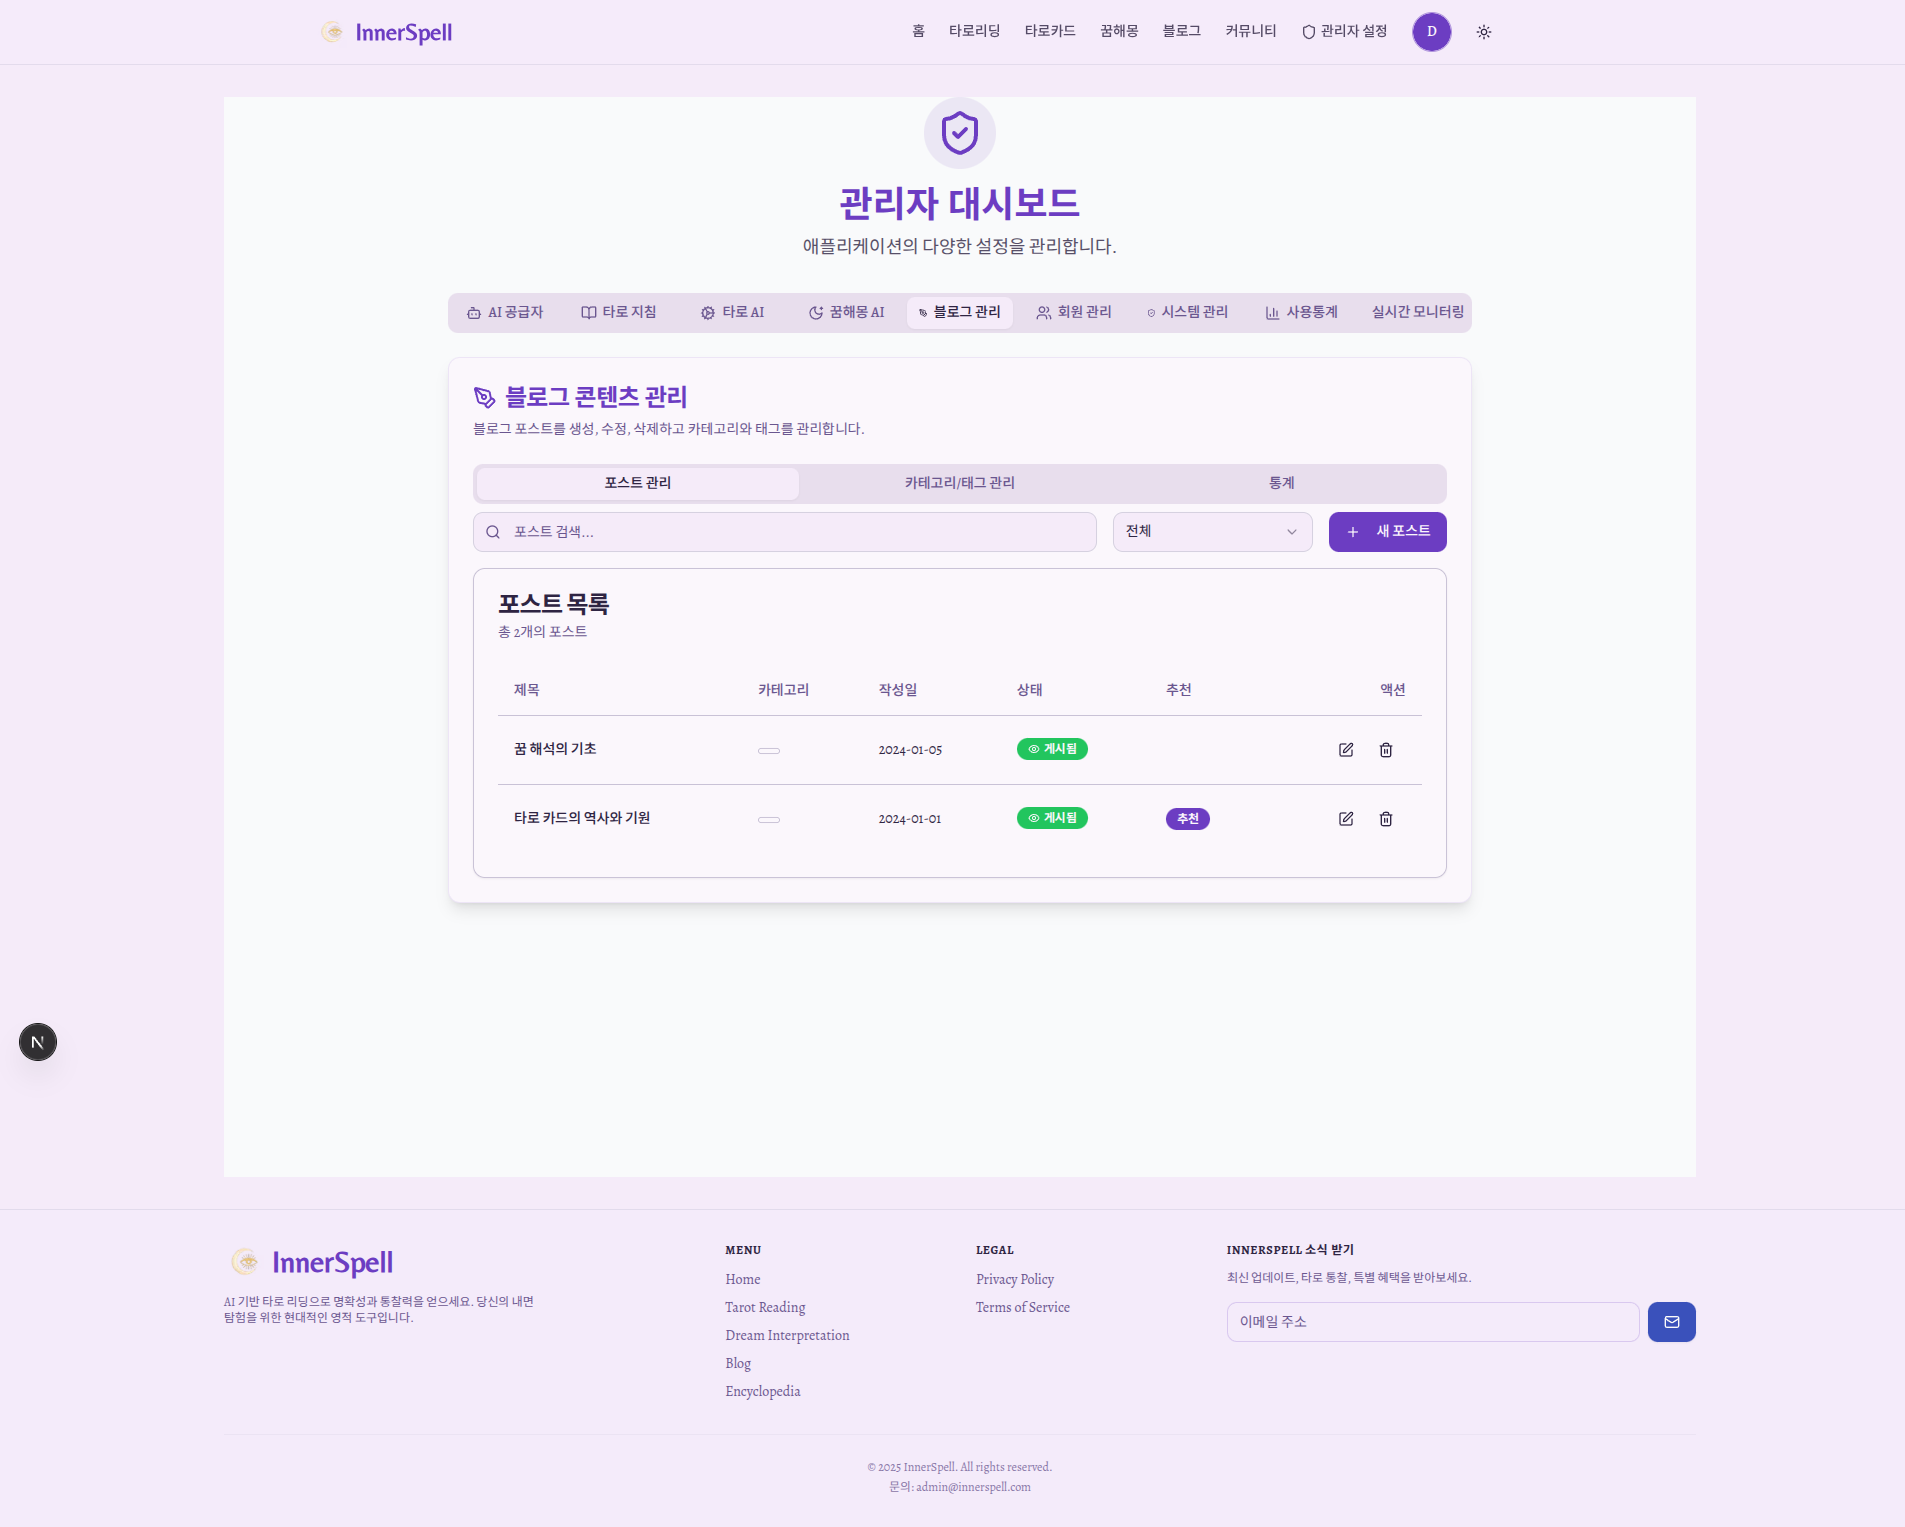 InnerSpell
홈 타로리딩 타로카드 꿈해몽 블로그 커뮤니티 관리자 설정 D
관리자 대시보드
애플리케이션의 다양한 설정을 관리합니다.
AI 공급자 타로 지침 타로 AI 꿈해몽 AI 블로그 관리 회원 관리 시스템 관리 사용통계 실시간 모니터링
블로그 콘텐츠 관리
블로그 포스트를 생성, 수정, 삭제하고 카테고리와 태그를 관리합니다.
포스트 관리 카테고리/태그 관리 통계
포스트 검색... 전체 새 포스트
포스트 목록
총 2개의 포스트
제목 카테고리 작성일 상태 추천 액션
꿈 해석의 기초 2024-01-05 게시됨
타로 카드의 역사와 기원 2024-01-01 게시됨 추천
N
InnerSpell
AI 기반 타로 리딩으로 명확성과 통찰력을 얻으세요. 당신의 내면
탐험을 위한 현대적인 영적 도구입니다.
MENU
Home
Tarot Reading
Dream Interpretation
Blog
Encyclopedia
LEGAL
Privacy Policy
Terms of Service
INNERSPELL 소식 받기
최신 업데이트, 타로 통찰, 특별 혜택을 받아보세요.
이메일 주소
© 2025 InnerSpell. All rights reserved.
문의: admin@innerspell.com